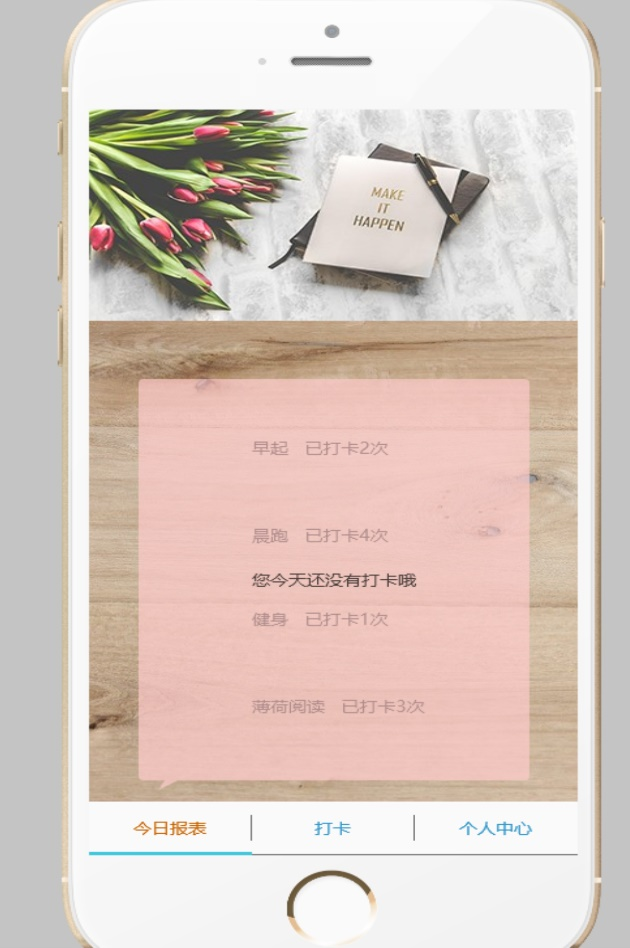 MAKE
IT
HAPPEN
早起 已打卡2次
晨跑 已打卡4次
您今天还没有打卡哦
健身 已打卡1次
薄荷阅读 已打卡3次
今日报表 打卡 个人中心